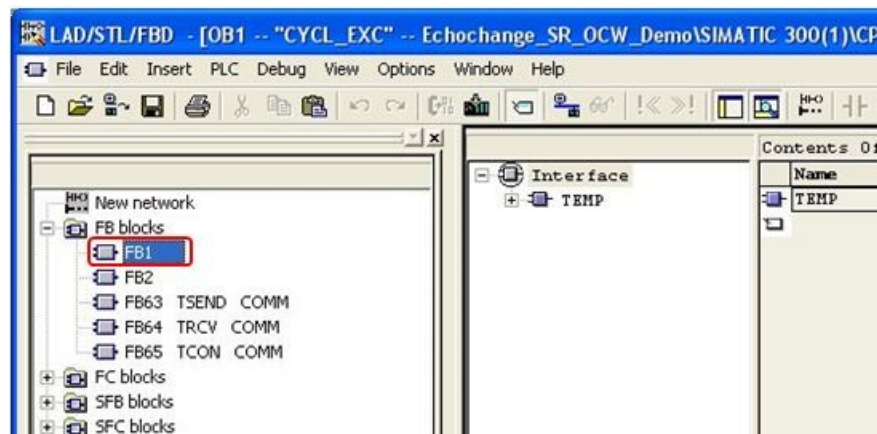 LAD/STL/FBD - [OB1 -- "CYCL_EXC" -- Echochange_SR_OCW_Demo\SIMATIC 300(1)\CP
File Edit Insert PLC Debug View Options Window Help
New network
FB blocks
FB1
FB2
FB63 TSEND COMM
FB64 TRCV COMM
FB65 TCON COMM
FC blocks
SFB blocks
SFC blocks
Interface
TEMP
Contents Of
Name
TEMP